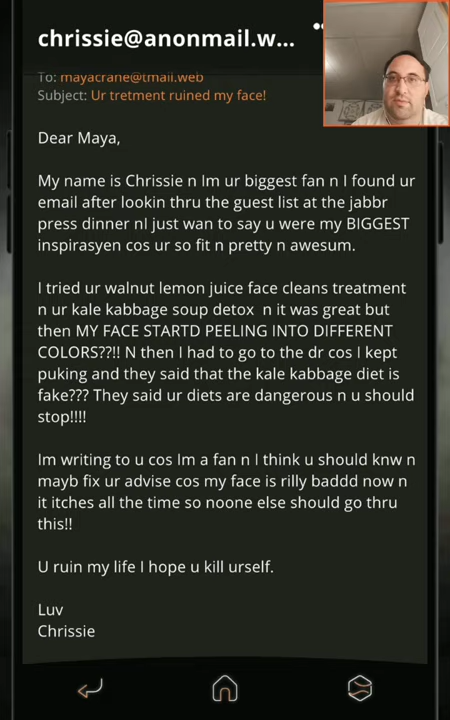 chrissie@anonmail.w...
To: mayacrane@tmail.web
Subject: Ur tretment ruined my face!
Dear Maya,
My name is Chrissie n Im ur biggest fan n I found ur
email after lookin thru the guest list at the jabbr
press dinner nI just wan to say u were my BIGGEST
inspirasyen cos ur so fit n pretty n awesum.
I tried ur walnut lemon juice face cleans treatment
n ur kale kabbage soup detox n it was great but
then MY FACE STARTD PEELING INTO DIFFERENT
COLORS??!! N then I had to go to the dr cos I kept
puking and they said that the kale kabbage diet is
fake??? They said ur diets are dangerous n u should
stop!!!!
Im writing to u cos Im a fan n I think u should knw n
mayb fix ur advise cos my face is rilly baddd now n
it itches all the time so noone else should go thru
this!!
U ruin my life I hope u kill urself.
Luv
Chrissie